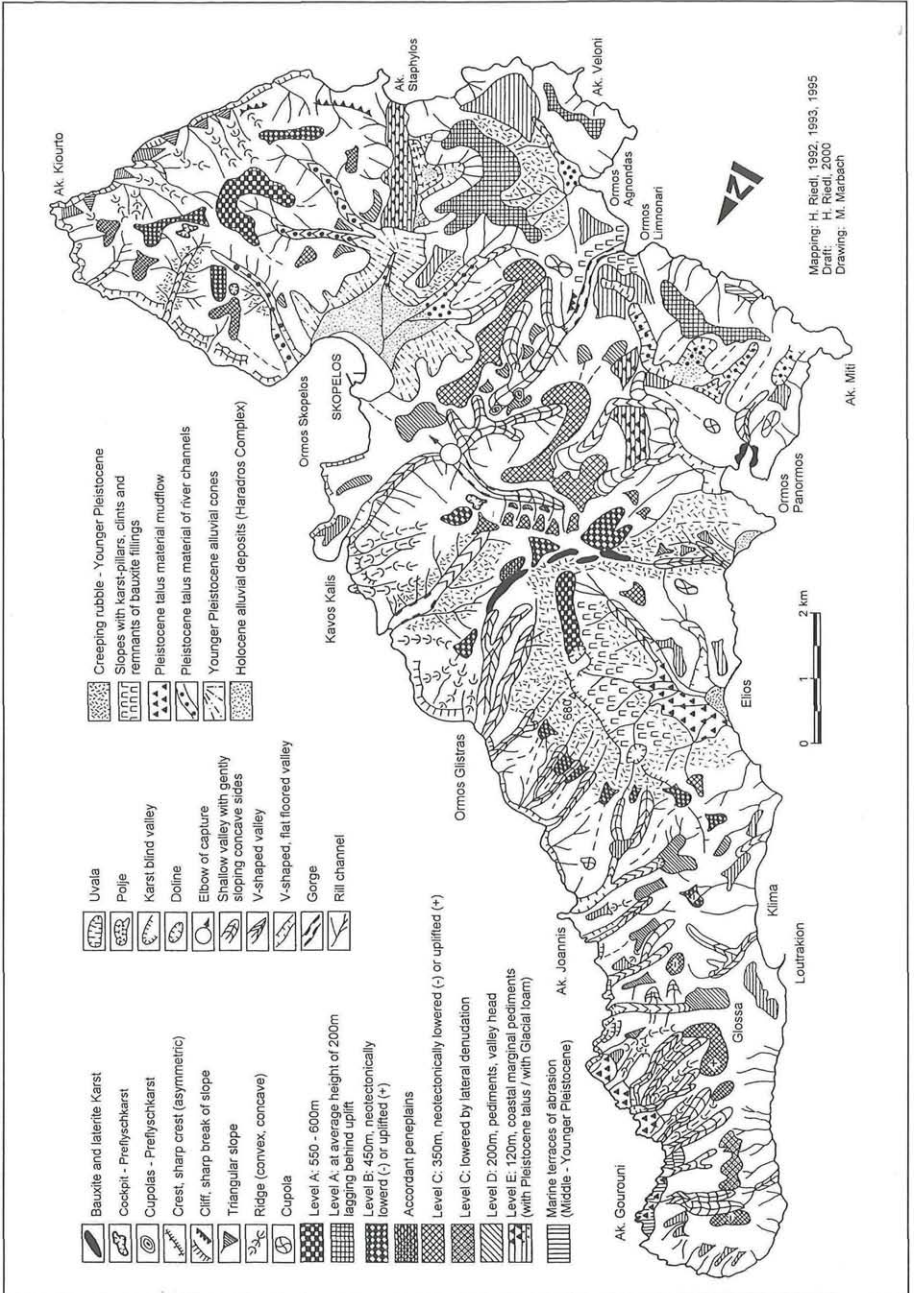 Bauxite and laterite Karst
Cockpit - Preflyschkarst
Cupolas - Preflyschkarst
Crest, sharp crest (asymmetric)
Cliff, sharp break of slope
Triangular slope
Ridge (convex, concave)
Cupola
Level A: 550 - 600m
Level A: at average height of 200m
lagging behind uplift
Level B: 450m, neotectonically
lowerd (-) or uplifted (+)
Accordant peneplains
Level C: 350m, neotectonically lowered (-) or uplifted (+)
Level C: lowered by lateral denudation
Level D: 200m, pediments, valley head
Level E: 120m, coastal marginal pediments
(with Pleistocene talus / with Glacial loam)
Marine terraces of abrasion
(Middle - Younger Pleistocene)
Uvala
Polje
Karst blind valley
Doline
Elbow of capture
Shallow valley with gently
sloping concave sides
V-shaped valley
V-shaped, flat floored valley
Gorge
Rill channel
Creeping rubble - Younger Pleistocene
Slopes with karst-pillars, clints and
remnants of bauxite fillings
Pleistocene talus material mudflow
Pleistocene talus material of river channels
Younger Pleistocene alluvial cones
Holocene alluvial deposits (Haradros Complex)
Ak. Gourouni
Glossa
Loutrakion
Klima
Ak. Joannis
Ormos Glistras
680
Elios
Kavos Kalis
Ormos Skopelos
SKOPELOS
Ormos
Panormos
Ak. Miti
Ormos
Limnonari
Ormos
Agnondas
Ak. Veloni
Ak.
Staphylos
Ak. Kiourto
N
0 1 2 km
Mapping: H. Riedl, 1992, 1993, 1995
Draft: H. Riedl, 2000
Drawing: M. Marbach